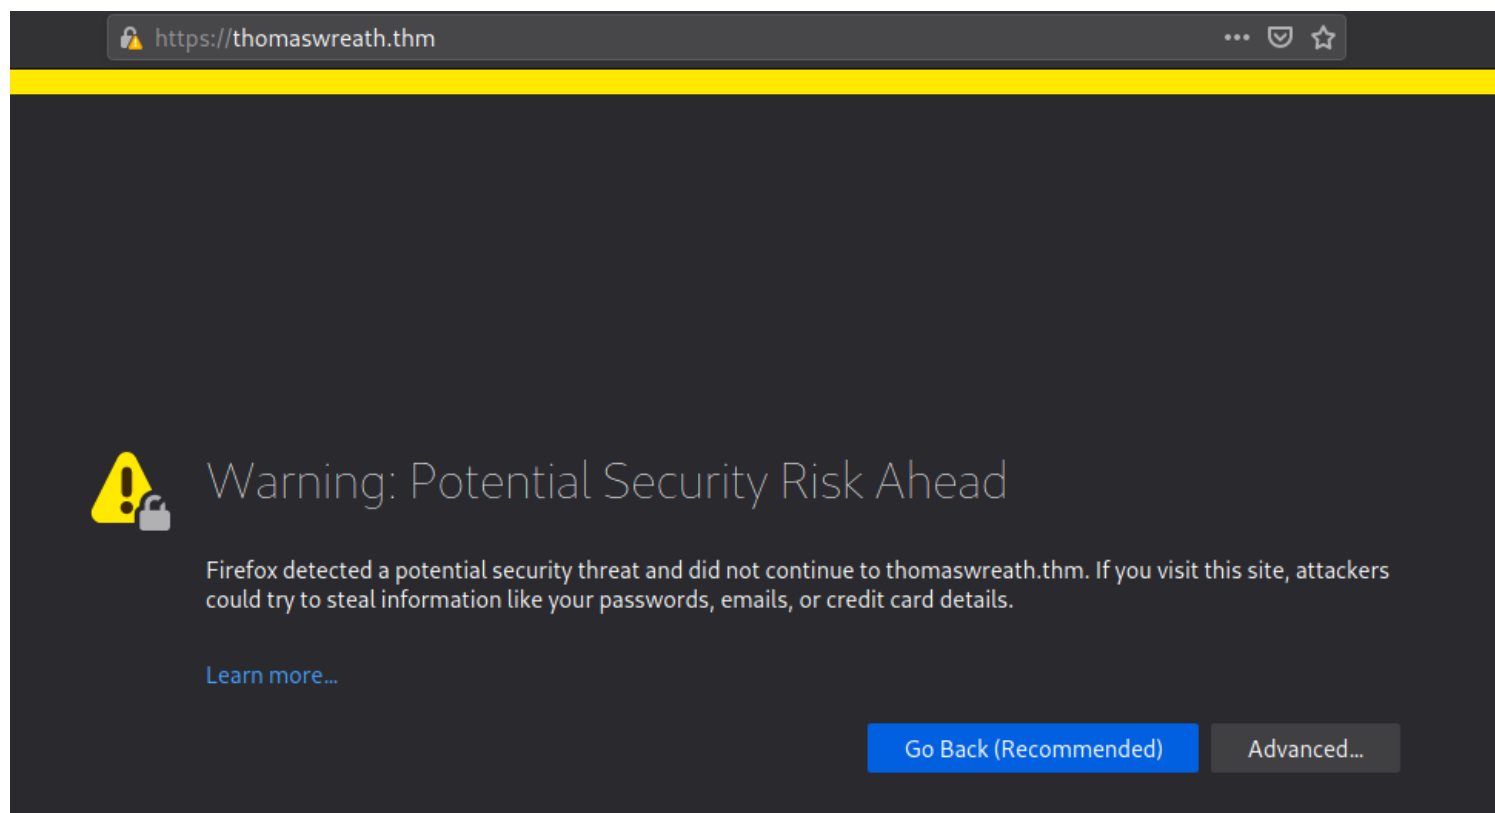 https://thomaswreath.thm
Warning: Potential Security Risk Ahead
Firefox detected a potential security threat and did not continue to thomaswreath.thm. If you visit this site, attackers
could try to steal information like your passwords, emails, or credit card details.
Learn more...
Go Back (Recommended)
Advanced...